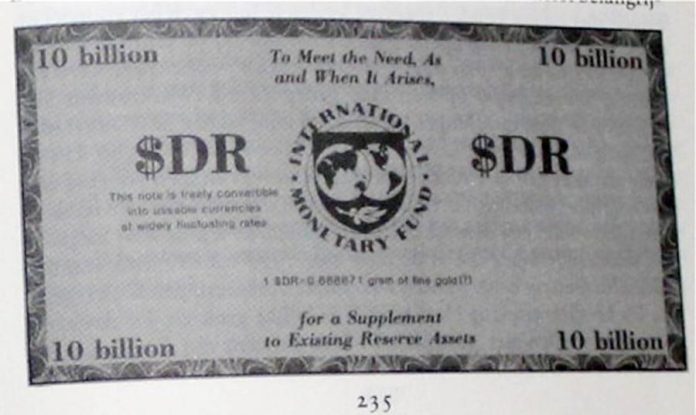 10 billion
To Meet the Need, As
and When It Arises,
10 billion
$DR
INTERNATIONAL
MONETARY FUND
$DR
This note is freely convertible
into useable currencies
at widely fluctuating rates
1 $DR=0.888671 gram of fine gold(?)
for a Supplement
to Existing Reserve Assets
10 billion
10 billion
235